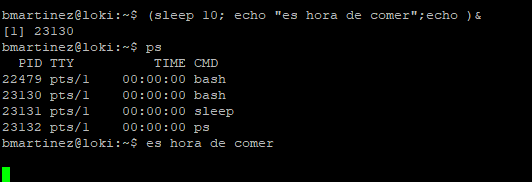 bmartinez@loki:~$ (sleep 10; echo "es hora de comer";echo )&
[1] 23130
bmartinez@loki:~$ ps
  PID TTY          TIME CMD
22479 pts/1    00:00:00 bash
23130 pts/1    00:00:00 bash
23131 pts/1    00:00:00 sleep
23132 pts/1    00:00:00 ps
bmartinez@loki:~$ es hora de comer